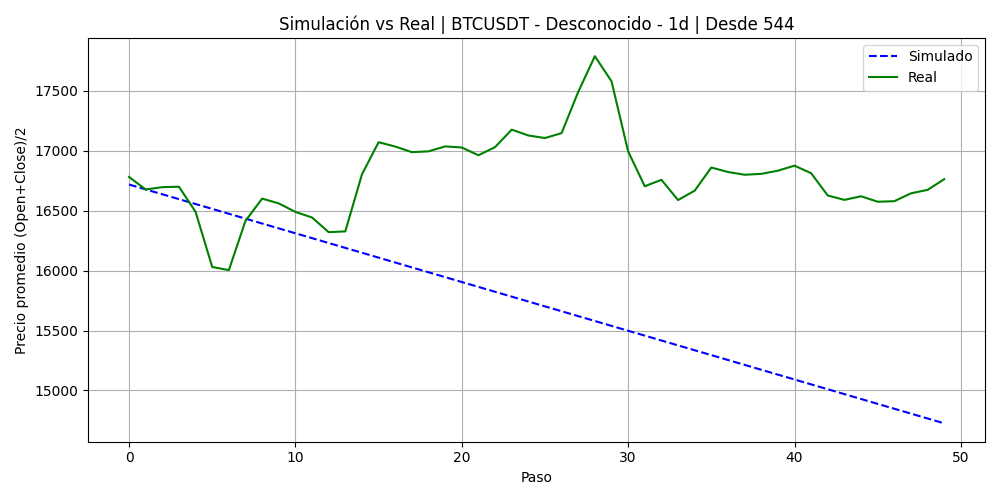 Simulación vs Real | BTCUSDT - Desconocido - 1d | Desde 544
Simulado
Real
Precio promedio (Open+Close)/2
17500
17000
16500
16000
15500
15000
0 10 20 30 40 50
Paso